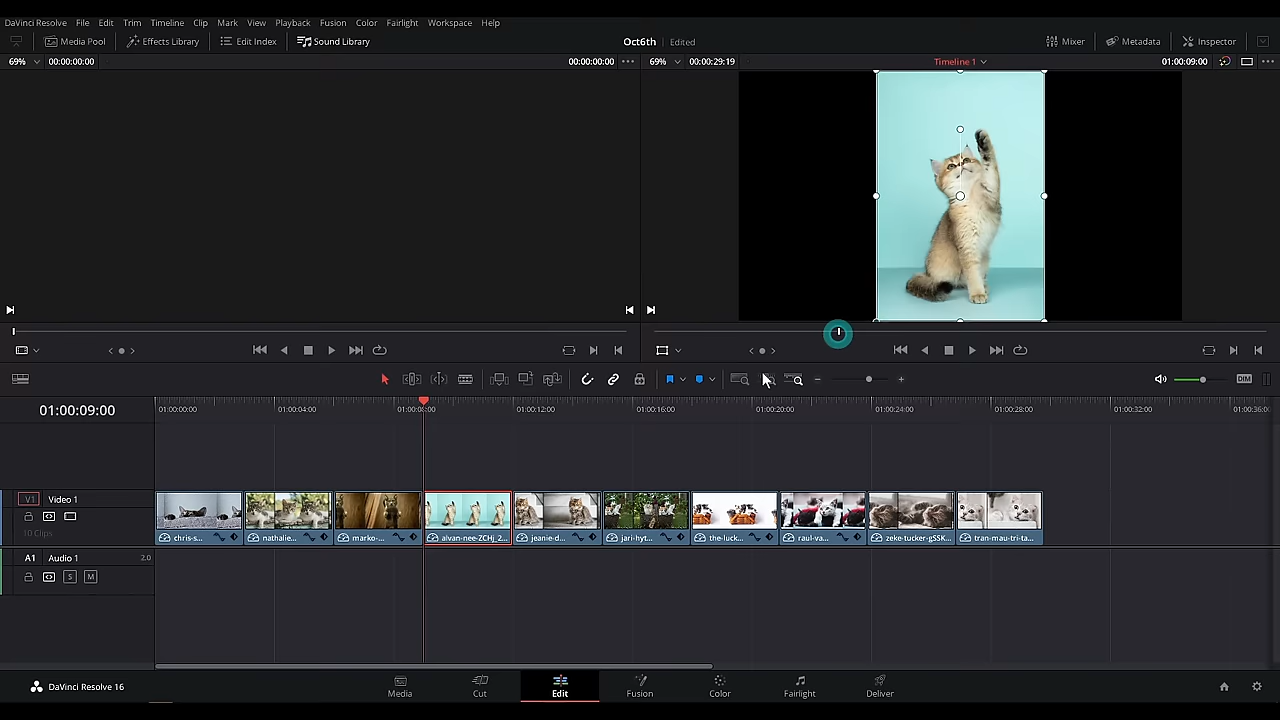 DaVinci Resolve File Edit Trim Timeline Clip Mark View Playback Fusion Color Fairlight Workspace Help
Media Pool Effects Library Edit Index Sound Library Oct6th Edited Mixer Metadata Inspector
69% 00:00:00:00 00:00:00:00 69% 00:00:29:19 Timeline 1 01:00:09:00
DIM
01:00:09:00 01:00:00:00 01:00:04:00 01:00:08:00 01:00:12:00 01:00:16:00 01:00:20:00 01:00:24:00 01:00:28:00 01:00:32:00 01:00:36:00
V1 Video 1
10 Clips
chris-s... nathalie... marko-... alvan-nee-ZCHj_2... jeanie-d... jari-hyt... the-luck... raul-va... zeke-tucker-gSSK... tran-mau-tri-ta...
A1 Audio 1 2.0
S M
DaVinci Resolve 16 Media Cut Edit Fusion Color Fairlight Deliver